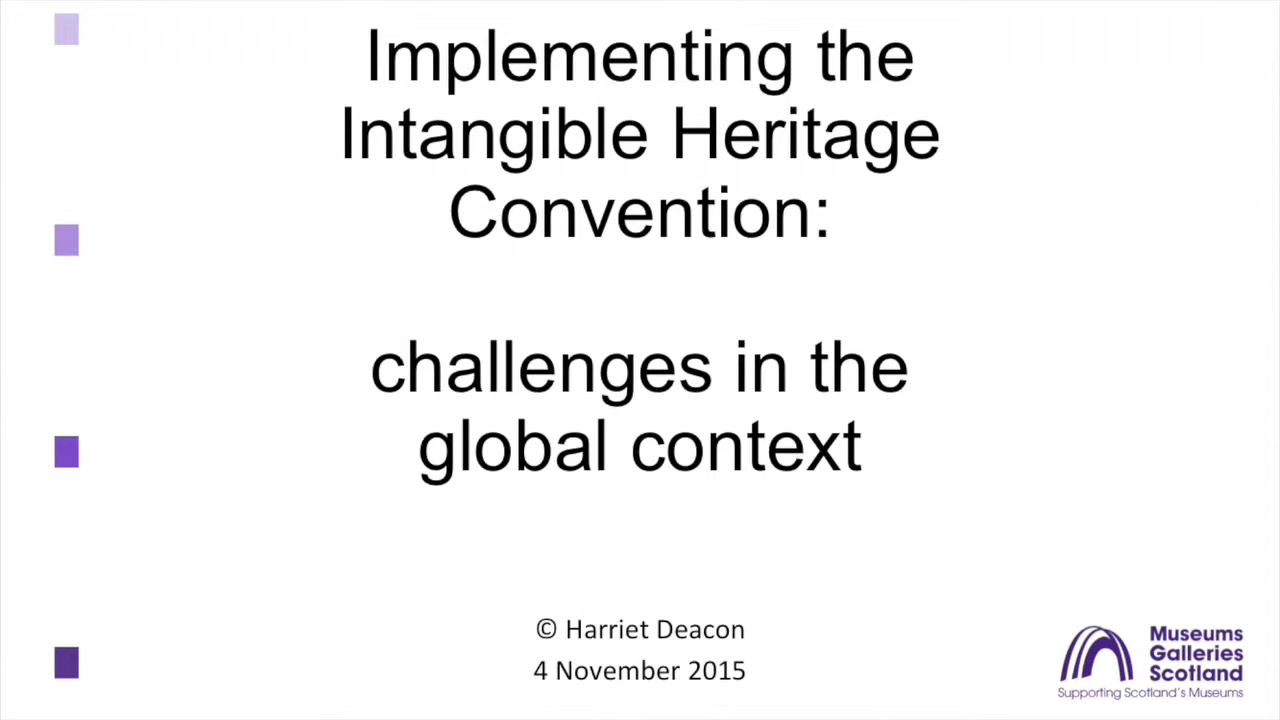 Implementing the
Intangible Heritage
Convention:
challenges in the
global context
© Harriet Deacon
4 November 2015
Museums
Galleries
Scotland
Supporting Scotland's Museums